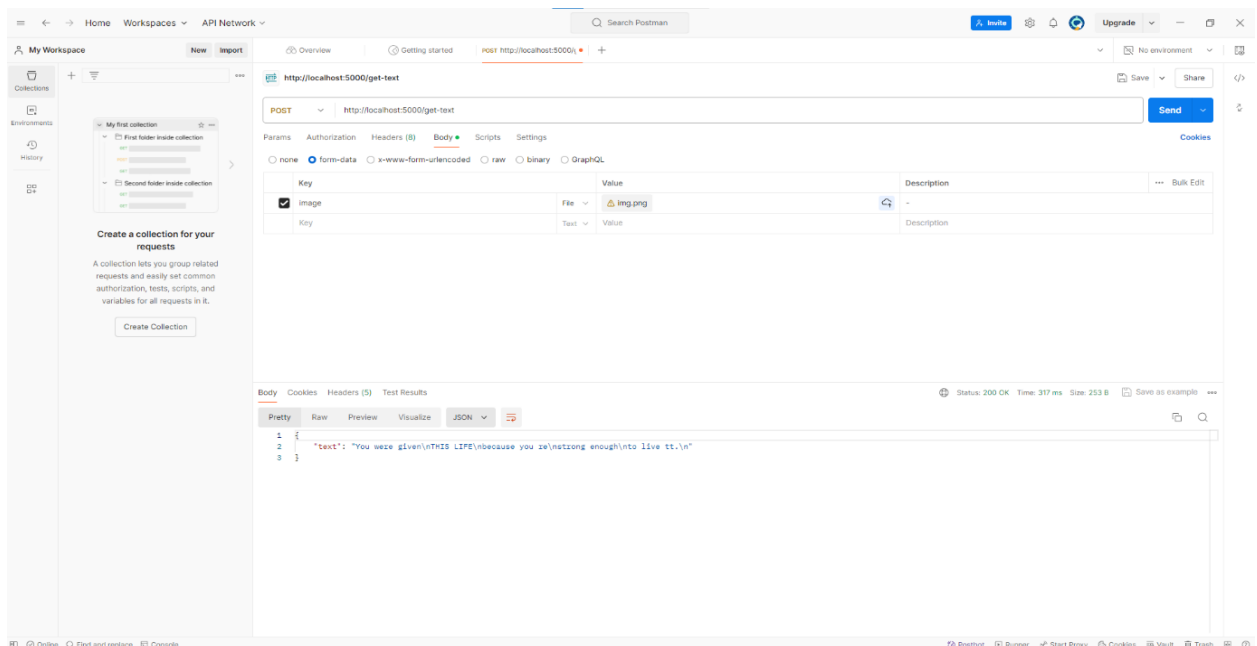 Home Workspaces API Network Search Postman Invite Upgrade
My Workspace New Import Overview Getting started POST http://localhost:5000/g + No environment
Collections
http://localhost:5000/get-text Save Share
Environments
POST http://localhost:5000/get-text Send
History
Params Authorization Headers (8) Body Scripts Settings Cookies
none form-data x-www-form-urlencoded raw binary GraphQL
My first collection
First folder inside collection
Second folder inside collection
Key Value Description Bulk Edit
image File img.png -
Key Text Value Description
Create a collection for your
requests
A collection lets you group related
requests and easily set common
authorization, tests, scripts, and
variables for all requests in it.
Create Collection
Body Cookies Headers (5) Test Results Status: 200 OK Time: 317 ms Size: 253 B Save as example
Pretty Raw Preview Visualize JSON
1 {
2 "text": "You were given\nTHIS LIFE\nbecause you re\nstrong enough\nto live tt.\n"
3 }
Online Find and replace Console Postbot Runner Start Proxy Cookies Vault Trash